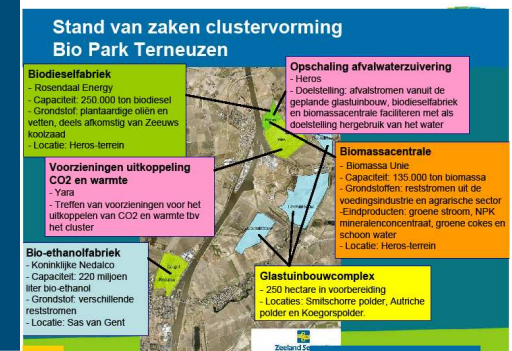 Stand van zaken clustervorming
Bio Park Terneuzen
Biodieselfabriek
- Rosendaal Energy
- Capaciteit: 250.000 ton biodiesel
- Grondstof: plantaardige oliën en
vetten, deels afkomstig van Zeeuws
koolzaad
- Locatie: Heros-terrein
Opschaling afvalwaterzuivering
- Heros
- Doelstelling: afvalstromen vanuit de
geplande glastuinbouw, biodieselfabriek
en biomassacentrale faciliteren met als
doelstelling hergebruik van het water
Voorzieningen uitkoppeling
CO2 en warmte
- Yara
- Treffen van voorzieningen voor het
uitkoppelen van CO2 en warmte tbv
het cluster
Biomassacentrale
- Biomassa Unie
- Capaciteit: 135.000 ton biomassa
- Grondstoffen: reststromen uit de
voedingsindustrie en agrarische sector
-Eindproducten: groene stroom, NPK
mineralenconcentraat, groene cokes en
schoon water
- Locatie: Heros-terrein
Bio-ethanolfabriek
- Koninklijke Nedalco
- Capaciteit: 220 miljoen
liter bio-ethanol
- Grondstof: verschillende
reststromen
- Locatie: Sas van Gent
Glastuinbouwcomplex
- 250 hectare in voorbereiding
- Locaties: Smitschorre polder, Autriche
polder en Koegorspolder.
Zeeland